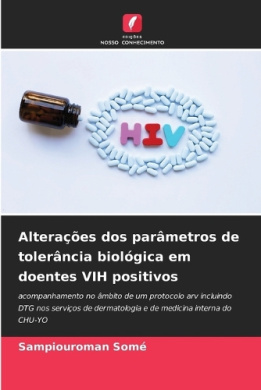 edições
NOSSO CONHECIMENTO
HIV
Alterações dos parâmetros de
tolerância biológica em
doentes VIH positivos
acompanhamento no âmbito de um protocolo arv incluindo
DTG nos serviços de dermatologia e de medicina interna do
CHU-YO
Sampiouroman Somé